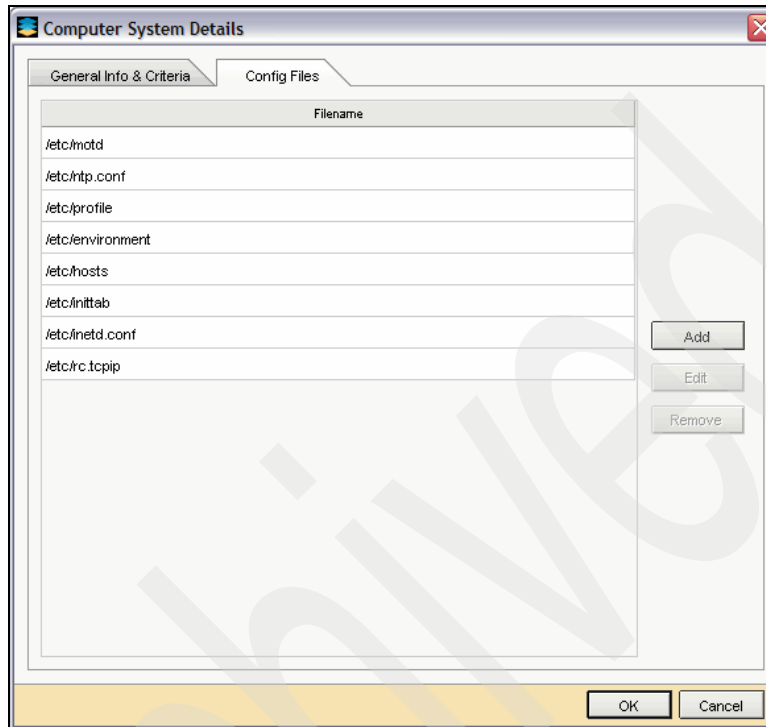 Computer System Details
General Info & Criteria
Config Files
Filename
/etc/motd
/etc/ntp.conf
/etc/profile
/etc/environment
/etc/hosts
/etc/inittab
/etc/inetd.conf
/etc/rc.tcpip
Add
Edit
Remove
OK
Cancel